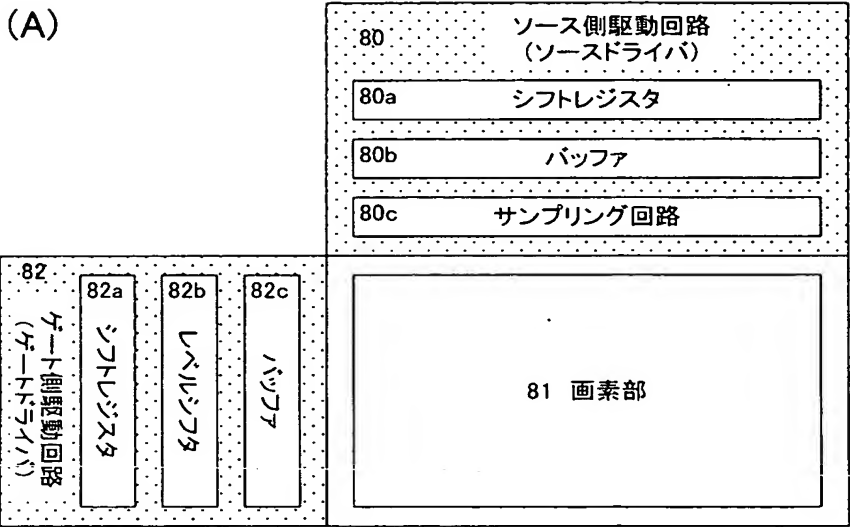 (A)
80
ソース側駆動回路
(ソースドライバ)
80a
シフトレジスタ
80b
バッファ
80c
サンプリング回路
82
ゲート側駆動回路
(ゲートドライバ)
82a
シフトレジスタ
82b
レベルシフタ
82c
バッファ
81 画素部